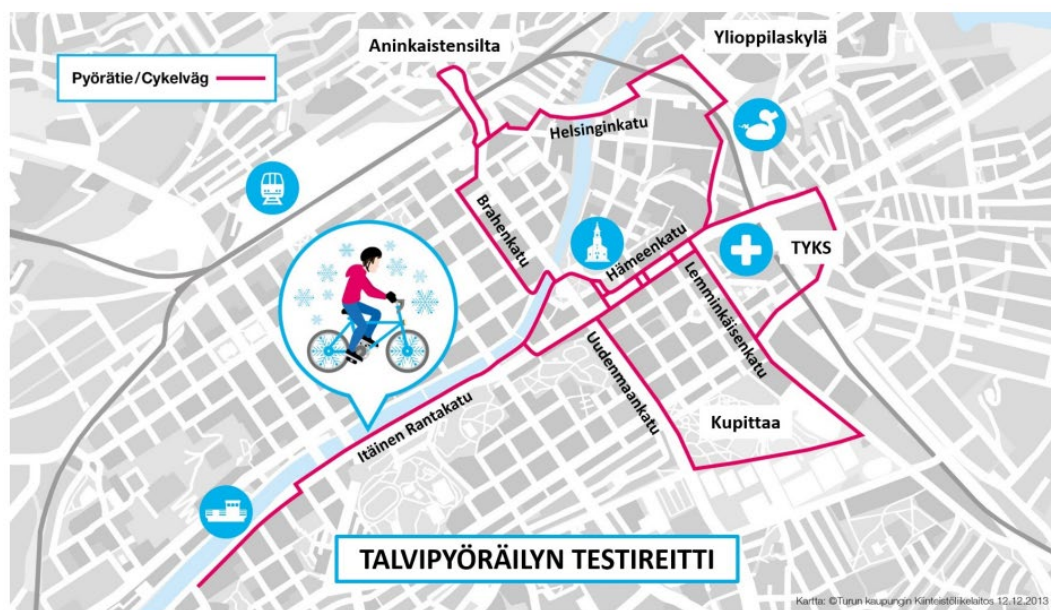 Aninkaistensilta
Ylioppilaskylä
Pyörätie/Cykelväg
Helsinginkatu
Brahenkatu
Hämeenkatu
TYKS
Lemminkäisenkatu
Uudenmaankatu
Itäinen Rantakatu
Kupittaa
TALVIPYÖRÄILYN TESTIREITTI
Kartta: ©Turun kaupungin Kiinteistöliikelaitos 12.12.2013